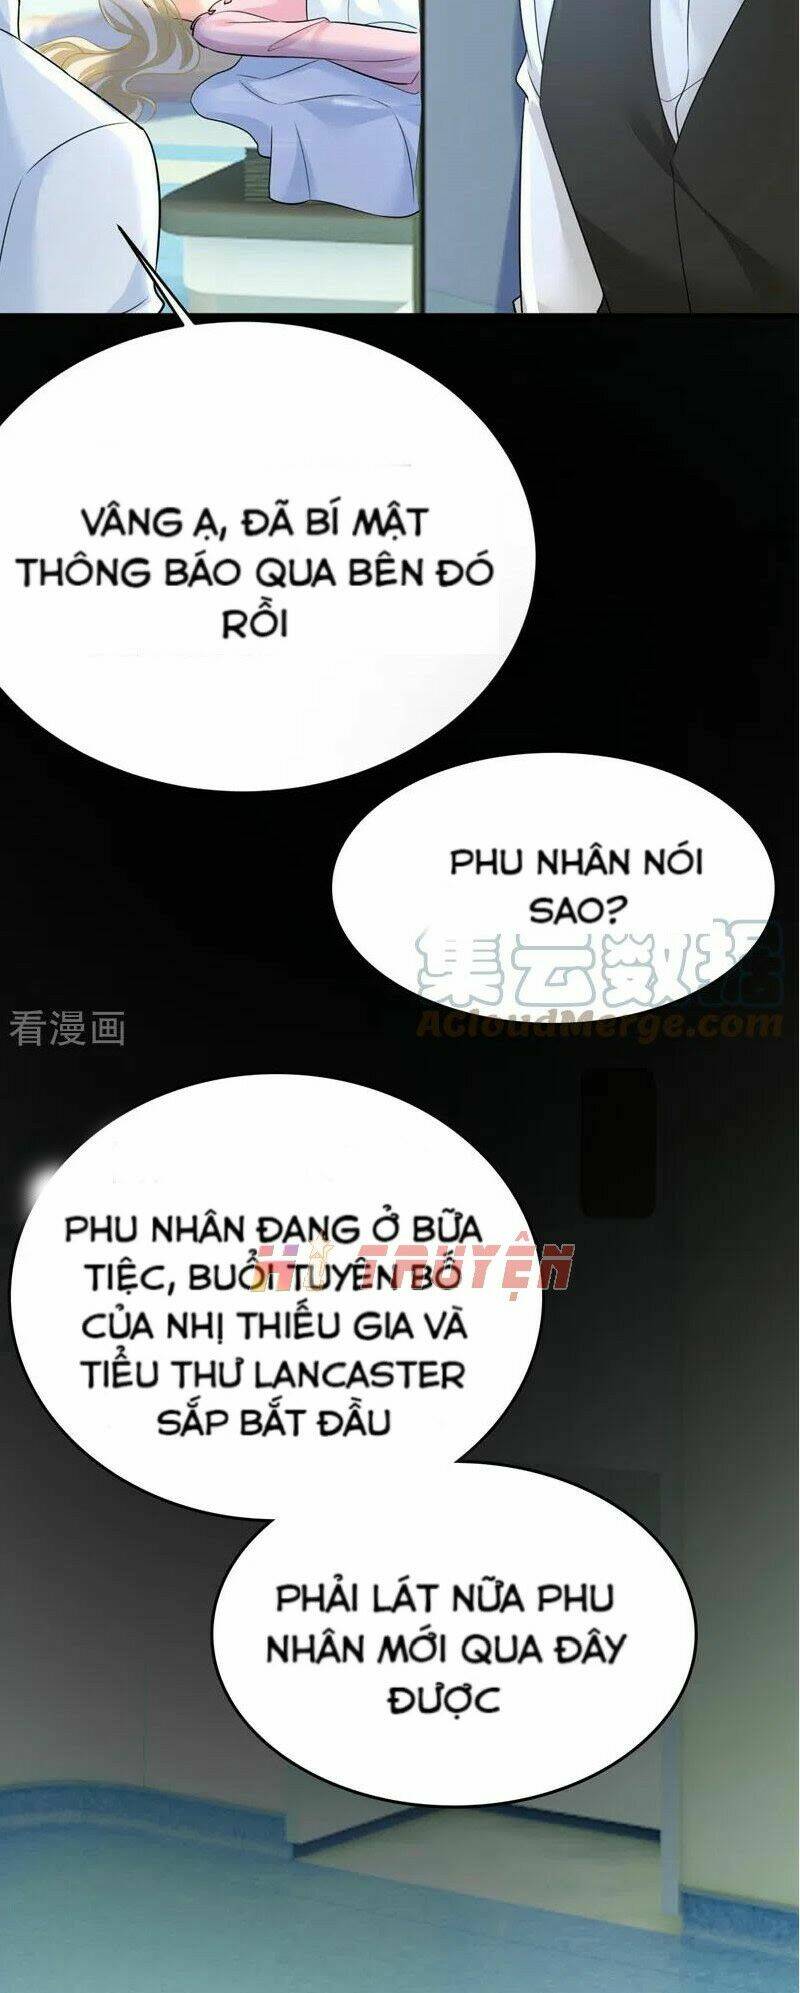 VÂNG Ạ, ĐÃ BÍ MẬT
THÔNG BÁO QUA BÊN ĐÓ
RỒI
PHU NHÂN NÓI
SAO?
集云数据
AcloudMerge.com
看漫画
PHU NHÂN ĐANG Ở BỮA
TIỆC, BUỔI TUYÊN BỐ
HI TRUYỆN
CỦA NHỊ THIẾU GIA VÀ
TIỂU THƯ LANCASTER
SẮP BẮT ĐẦU
PHẢI LÁT NỮA PHU
NHÂN MỚI QUA ĐÂY
ĐƯỢC